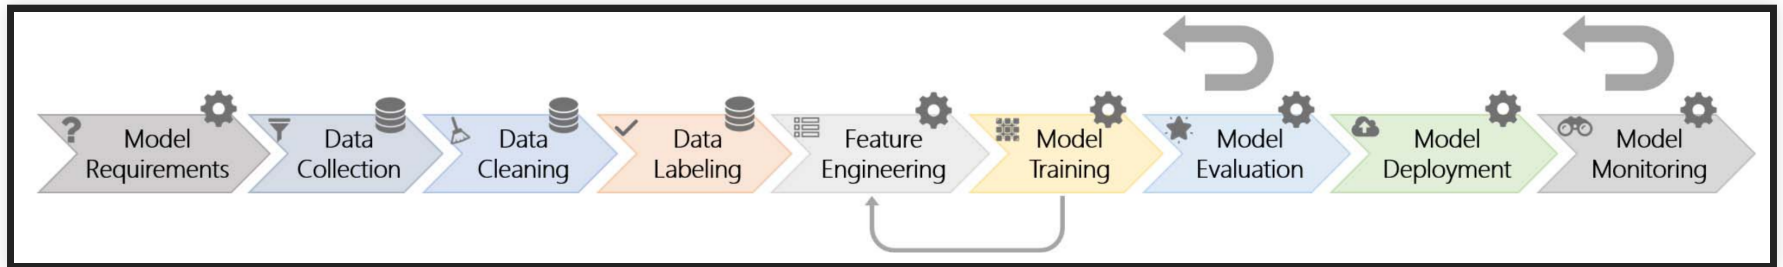 Model
Requirements
Data
Collection
Data
Cleaning
Data
Labeling
Feature
Engineering
Model
Training
Model
Evaluation
Model
Deployment
Model
Monitoring